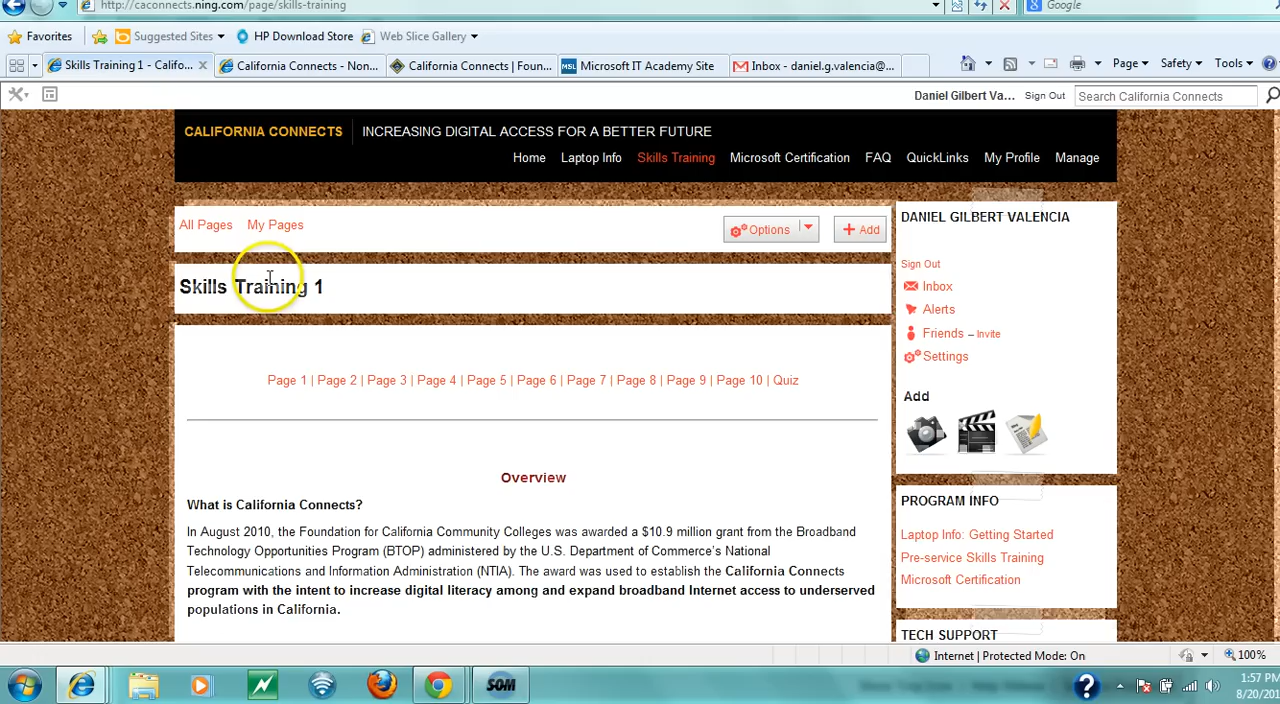 http://caconnects.ning.com/page/skills-training
Google
Favorites Suggested Sites HP Download Store Web Slice Gallery
Skills Training 1 - Califo... California Connects - Non... California Connects | Foun... MSL Microsoft IT Academy Site Inbox - daniel.g.valencia@... Page Safety Tools
Daniel Gilbert Va... Sign Out Search California Connects
CALIFORNIA CONNECTS INCREASING DIGITAL ACCESS FOR A BETTER FUTURE
Home Laptop Info Skills Training Microsoft Certification FAQ QuickLinks My Profile Manage
All Pages My Pages Options Add
Skills Training 1
Page 1 | Page 2 | Page 3 | Page 4 | Page 5 | Page 6 | Page 7 | Page 8 | Page 9 | Page 10 | Quiz
Overview
What is California Connects?
In August 2010, the Foundation for California Community Colleges was awarded a $10.9 million grant from the Broadband
Technology Opportunities Program (BTOP) administered by the U.S. Department of Commerce's National
Telecommunication and Information Administration (NTIA). The award was used to establish the California Connects
program with the intent to increase digital literacy among and expand broadband Internet access to underserved
populations in California.
DANIEL GILBERT VALENCIA
Sign Out
Inbox
Alerts
Friends – Invite
Settings
Add
PROGRAM INFO
Laptop Info: Getting Started
Pre-service Skills Training
Microsoft Certification
TECH SUPPORT
Internet | Protected Mode: On 100%
SOM
1:57 PM
8/20/201